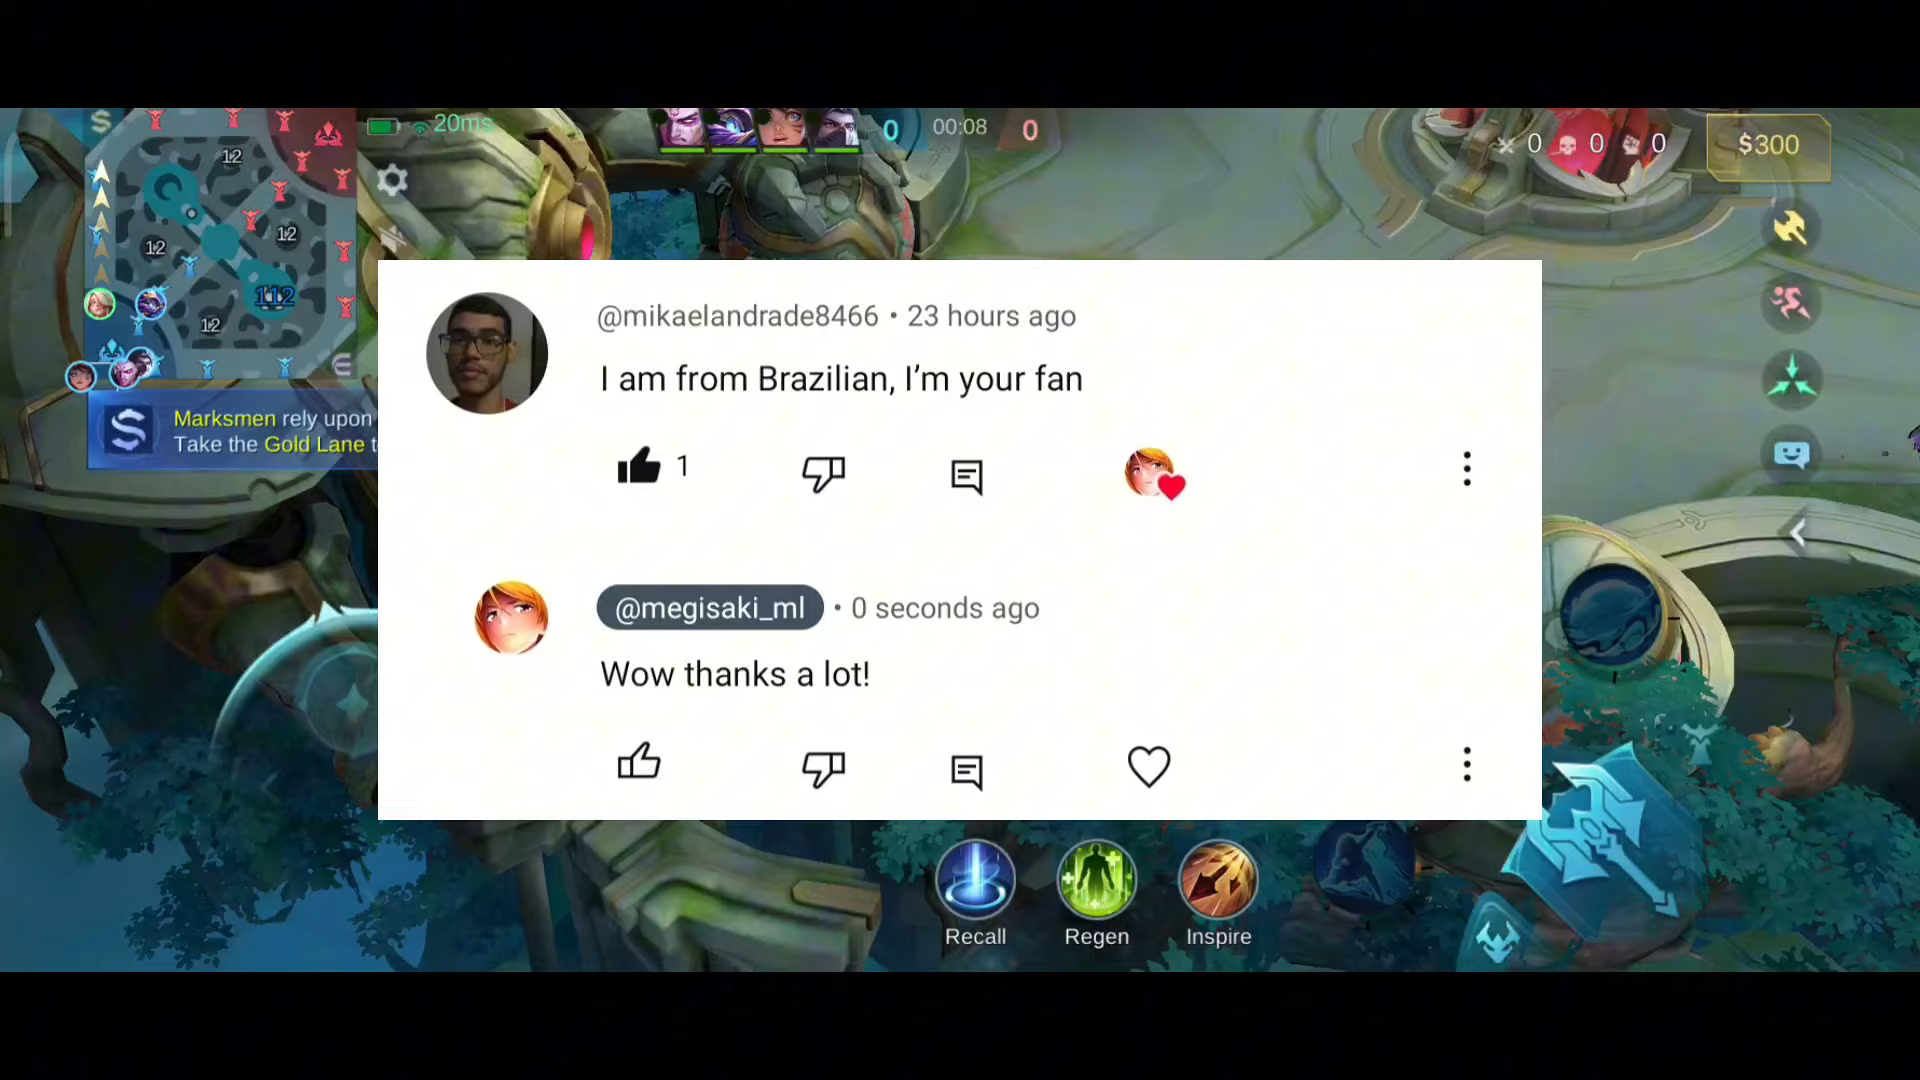 20ms
0
00:08
0
0
0
0
$300
12
12
12
112
12
Marksmen rely upon
Take the Gold Lane t
@mikaelandrade8466 • 23 hours ago
I am from Brazilian, I’m your fan
1
@megisaki_ml • 0 seconds ago
Wow thanks a lot!
Recall
Regen
Inspire